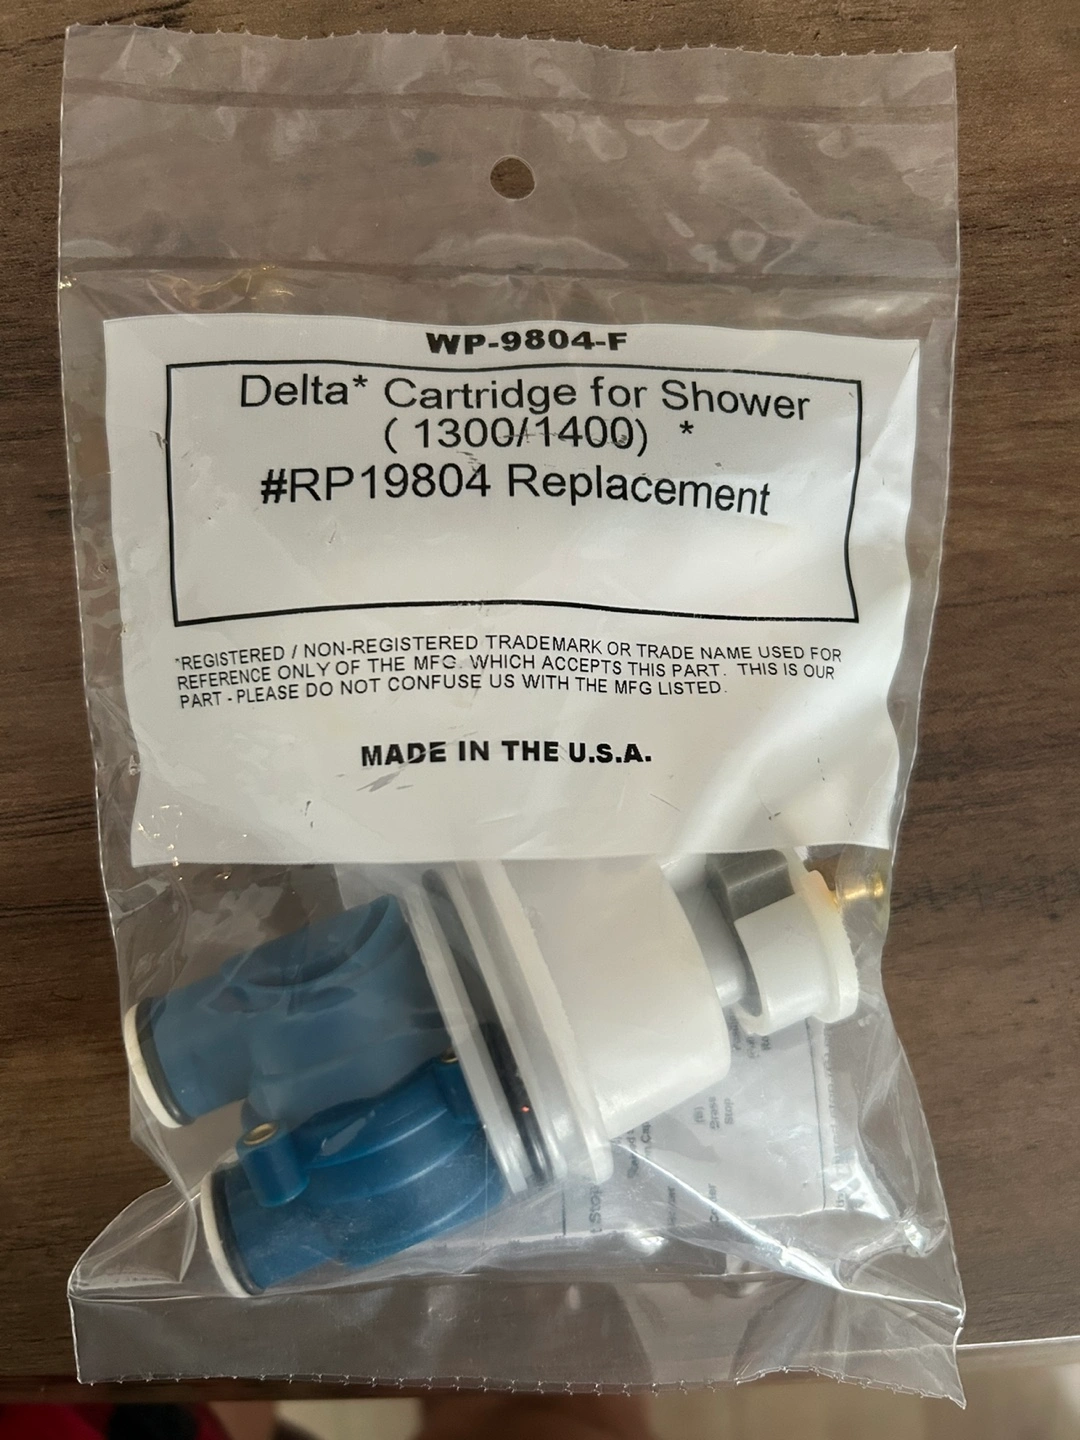 WP-9804-F
Delta* Cartridge for Shower
( 1300/1400) *
#RP19804 Replacement
*REGISTERED / NON-REGISTERED TRADEMARK OR TRADE NAME USED FOR
REFERENCE ONLY OF THE MFG. WHICH ACCEPTS THIS PART. THIS IS OUR
PART - PLEASE DO NOT CONFUSE US WITH THE MFG LISTED.
MADE IN THE U.S.A.
Stop